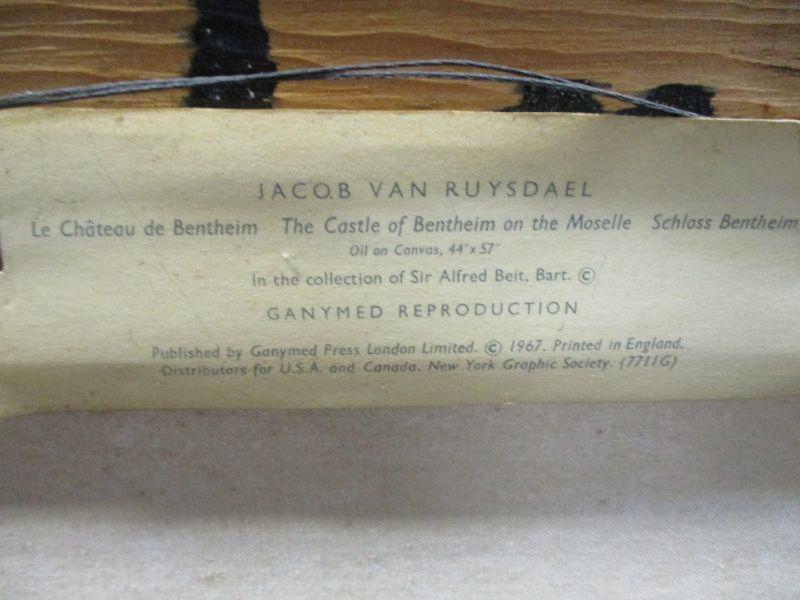 JACOB VAN RUYSDAEL
Le Château de Bentheim The Castle of Bentheim on the Moselle Schloss Bentheim
Oil on Canvas, 44" x 57"
In the collection of Sir Alfred Beit, Bart. ©
GANYMED REPRODUCTION
Published by Ganymed Press London Limited. © 1967. Printed in England.
Distributors for U.S.A. and Canada. New York Graphic Society. (7711G)